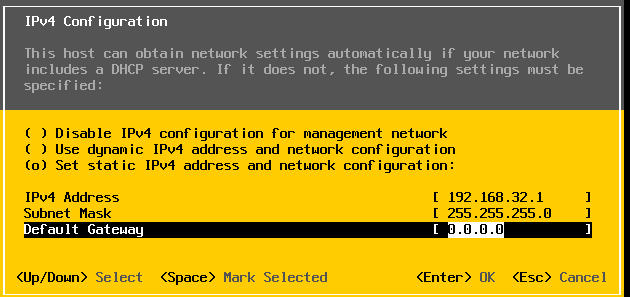 IPv4 Configuration
This host can obtain network settings automatically if your network
includes a DHCP server. If it does not, the following settings must be
specified:
( ) Disable IPv4 configuration for management network
( ) Use dynamic IPv4 address and network configuration
(o) Set static IPv4 address and network configuration:
IPv4 Address [ 192.168.32.1 ]
Subnet Mask [ 255.255.255.0 ]
Default Gateway [ 0.0.0.0 ]
<Up/Down> Select <Space> Mark Selected <Enter> OK <Esc> Cancel